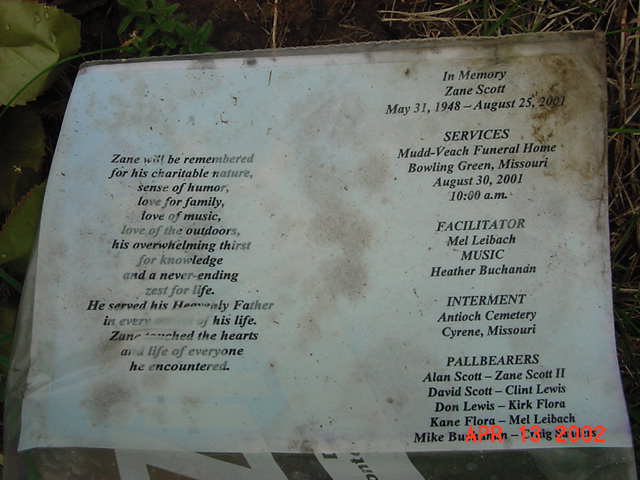 Zane will be remembered
for his charitable nature,
sense of humor,
love for family,
love of music,
love of the outdoors,
his overwhelming thirst
for knowledge
and a never-ending
zest for life.
He served his Heavenly Father
in every of his life.
Zane touched the hearts
and life of everyone
he encountered.
In Memory
Zane Scott
May 31, 1948 – August 25, 2001
SERVICES
Mudd-Veach Funeral Home
Bowling Green, Missouri
August 30, 2001
10:00 a.m.
FACILITATOR
Mel Leibach
MUSIC
Heather Buchanan
INTERMENT
Antioch Cemetery
Cyrene, Missouri
PALLBEARERS
Alan Scott – Zane Scott II
David Scott – Clint Lewis
Don Lewis – Kirk Flora
Kane Flora – Mel Leibach
Mike Buchanan – Craig
APR 13 2002